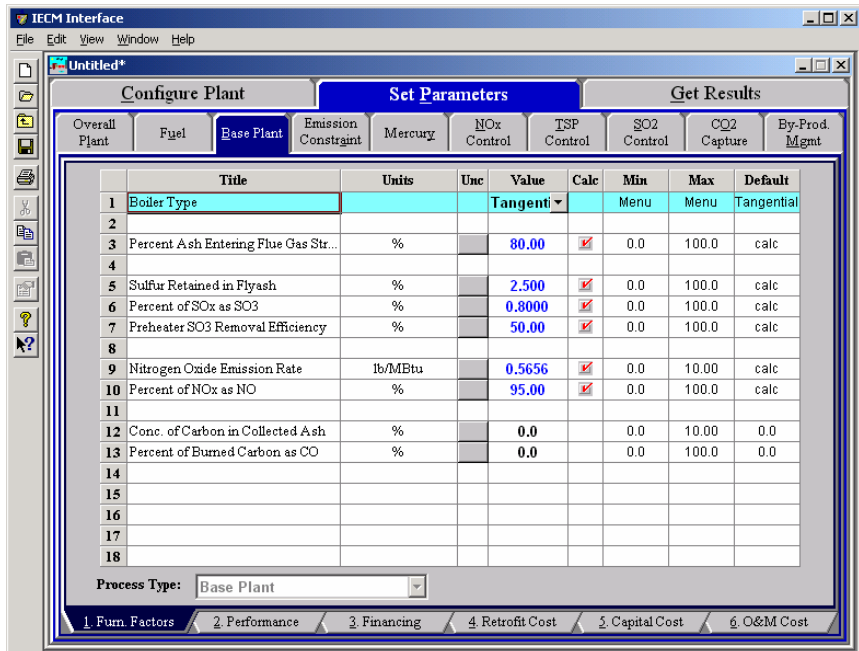 IECM Interface
File Edit View Window Help
Untitled*
Configure Plant Set Parameters Get Results
Overall Plant Fuel Base Plant Emission Constraint Mercury NOx Control TSP Control SO2 Control CO2 Capture By-Prod. Mgmt
Title Units Unc Value Calc Min Max Default
1 Boiler Type Tangenti Menu Menu Tangential
2
3 Percent Ash Entering Flue Gas Str... % 80.00 0.0 100.0 calc
4
5 Sulfur Retained in Flyash % 2.500 0.0 100.0 calc
6 Percent of SOx as SO3 % 0.8000 0.0 100.0 calc
7 Preheater SO3 Removal Efficiency % 50.00 0.0 100.0 calc
8
9 Nitrogen Oxide Emission Rate lb/MBtu 0.5656 0.0 10.00 calc
10 Percent of NOx as NO % 95.00 0.0 100.0 calc
11
12 Conc. of Carbon in Collected Ash % 0.0 0.0 10.00 0.0
13 Percent of Burned Carbon as CO % 0.0 0.0 100.0 0.0
14
15
16
17
18
Process Type: Base Plant
1. Furn. Factors 2. Performance 3. Financing 4. Retrofit Cost 5. Capital Cost 6. O&M Cost